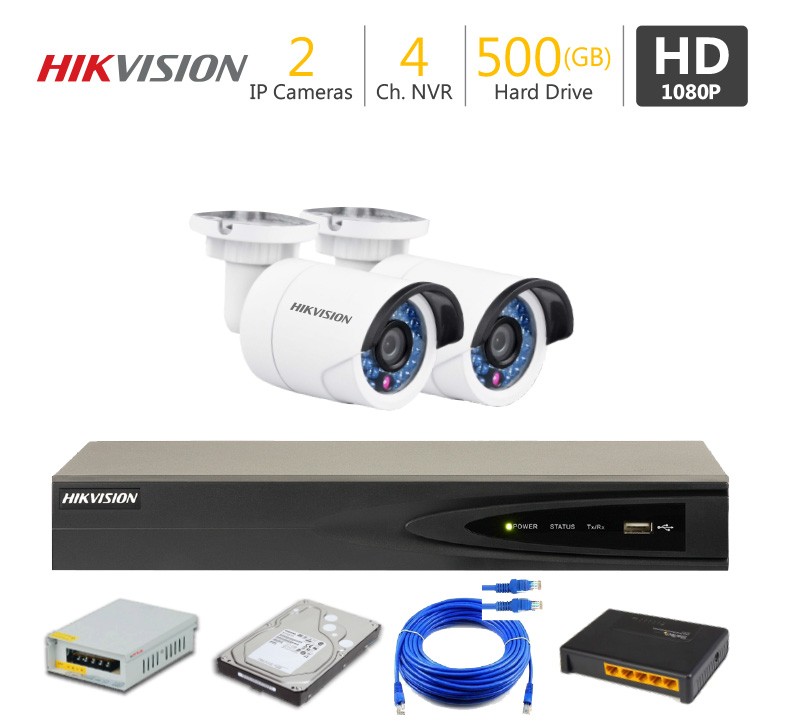 HIKVISION
2
IP Cameras
4
Ch. NVR
500(GB)
Hard Drive
HD
1080P
HIKVISION
HIKVISION
POWER STATUS Tx/Rx